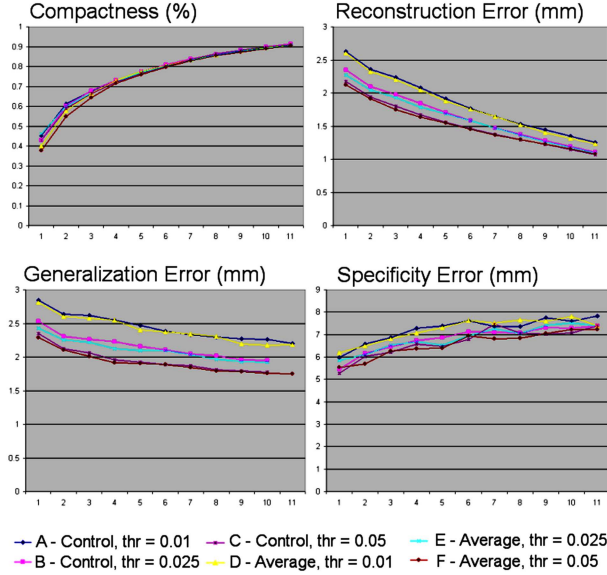 Compactness (%)
Reconstruction Error (mm)
1
0.9
0.8
0.7
0.6
0.5
0.4
0.3
0.2
0.1
0
1 2 3 4 5 6 7 8 9 10 11
3
2.5
2
1.5
1
0.5
0
1 2 3 4 5 6 7 8 9 10 11
Generalization Error (mm)
Specificity Error (mm)
3
2.5
2
1.5
1
0.5
0
1 2 3 4 5 6 7 8 9 10 11
9
8
7
6
5
4
3
2
1
0
1 2 3 4 5 6 7 8 9 10 11
A - Control, thr = 0.01
C - Control, thr = 0.05
E - Average, thr = 0.025
B - Control, thr = 0.025
D - Average, thr = 0.01
F - Average, thr = 0.05